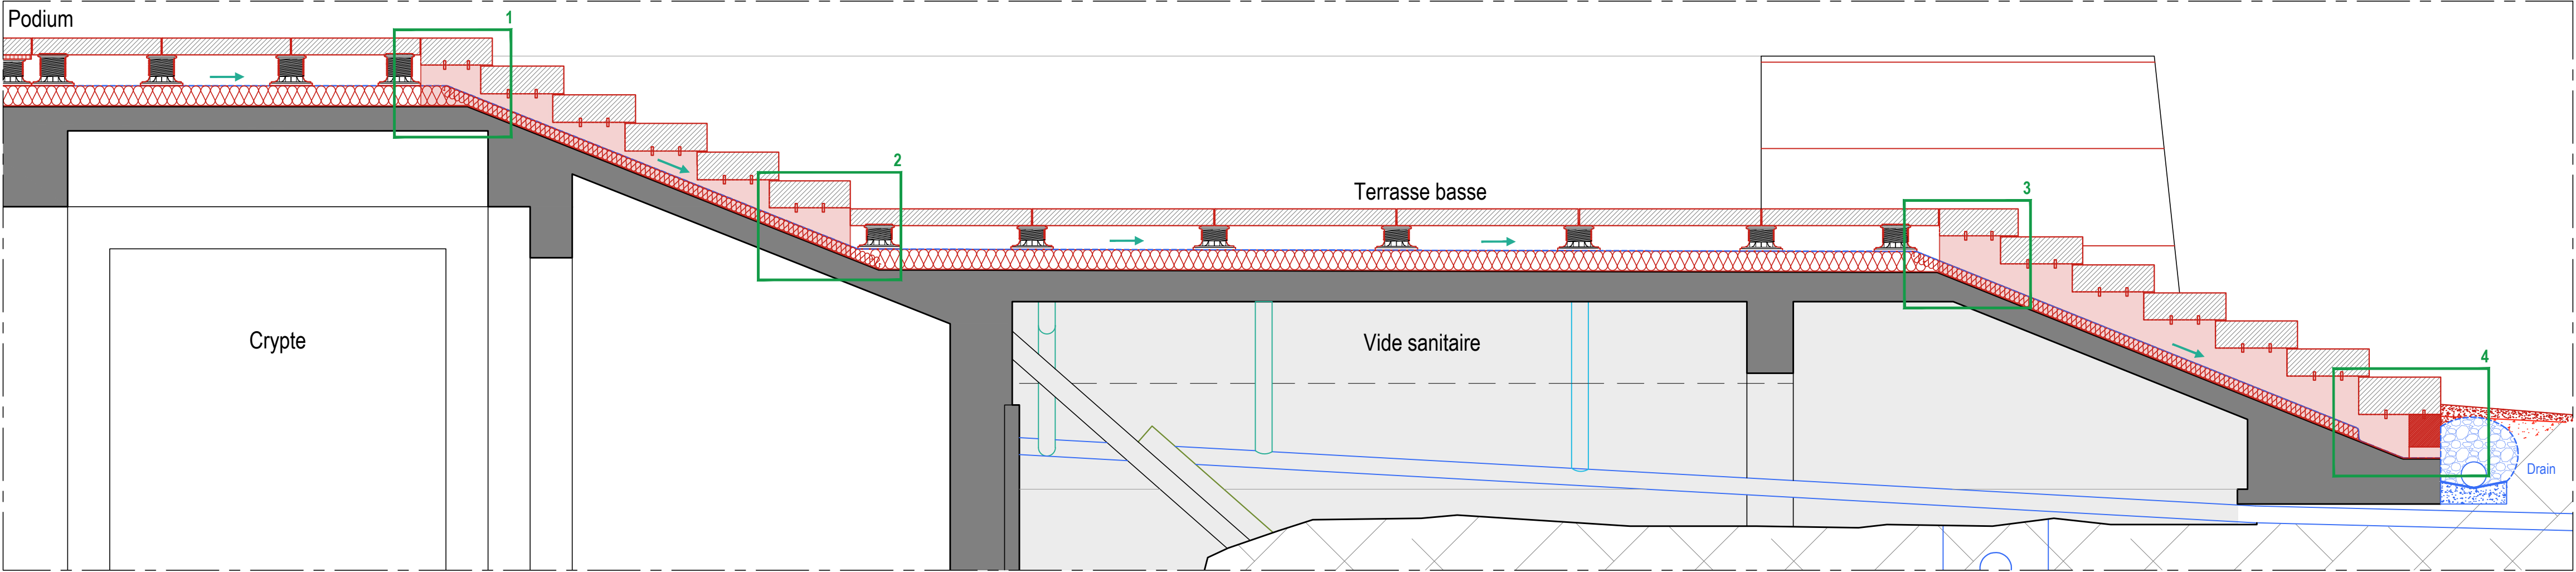 Podium
1
2
Terrasse basse
3
Crypte
Vide sanitaire
4
Drain